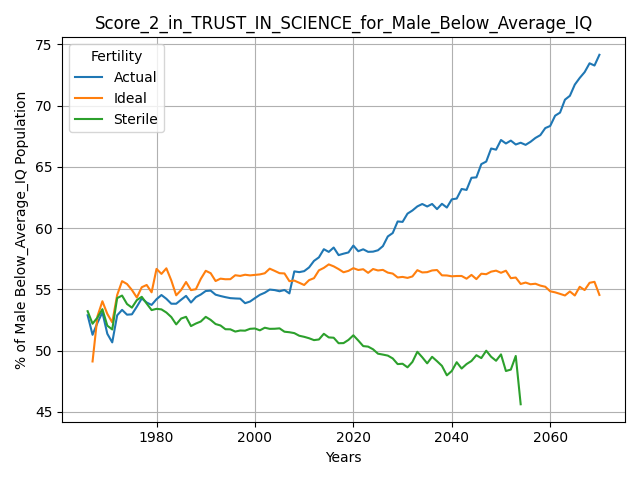 Score_2_in_TRUST_IN_SCIENCE_for_Male_Below_Average_IQ
Fertility
Actual
Ideal
Sterile
% of Male Below_Average_IQ Population
75
70
65
60
55
50
45
1980
2000
2020
2040
2060
Years